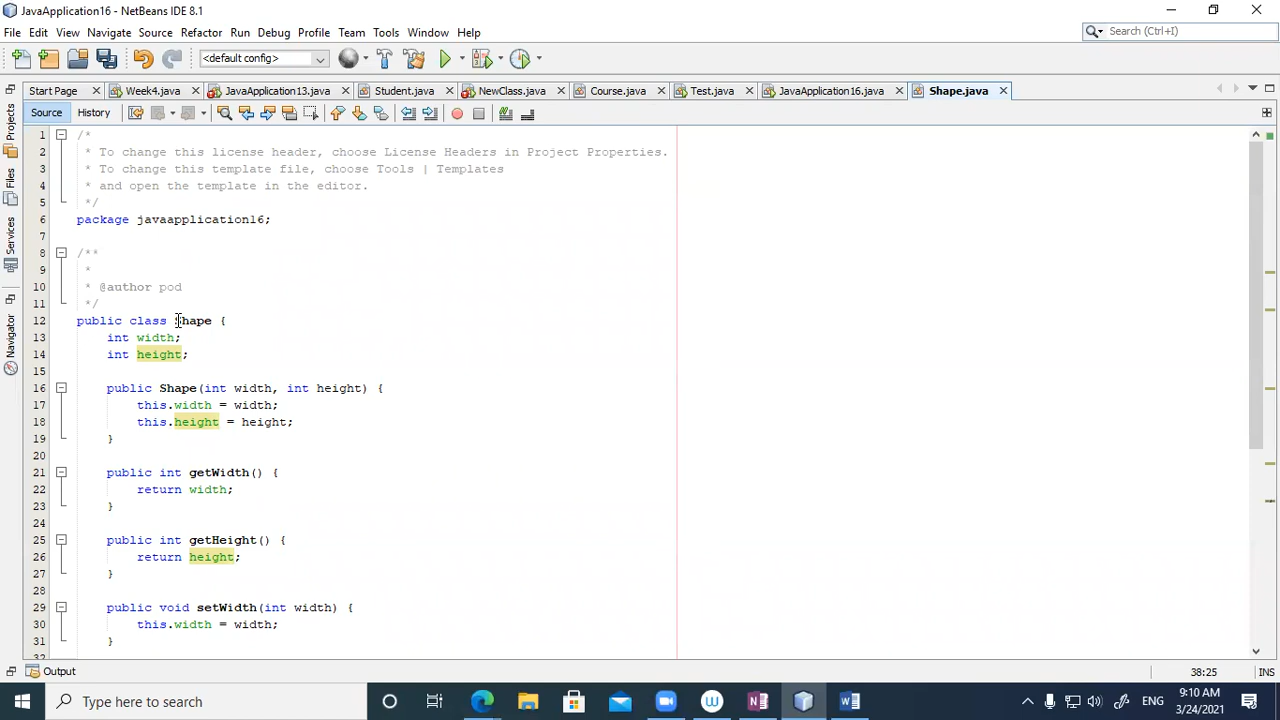 JavaApplication16 - NetBeans IDE 8.1
File Edit View Navigate Source Refactor Run Debug Profile Team Tools Window Help
Search (Ctrl+I)
<default config>
Start Page Week4.java JavaApplication13.java Student.java NewClass.java Course.java Test.java JavaApplication16.java Shape.java
Source History
Projects
Files
Services
Navigator
1 /*
2 * To change this license header, choose License Headers in Project Properties.
3 * To change this template file, choose Tools | Templates
4 * and open the template in the editor.
5 */
6 package javaapplication16;
7
8 /**
9 *
10 * @author pod
11 */
12 public class Shape {
13 int width;
14 int height;
15
16 public Shape(int width, int height) {
17 this.width = width;
18 this.height = height;
19 }
20
21 public int getWidth() {
22 return width;
23 }
24
25 public int getHeight() {
26 return height;
27 }
28
29 public void setWidth(int width) {
30 this.width = width;
31 }
32
Output
38:25 INS
Type here to search
ENG
9:10 AM
3/24/2021